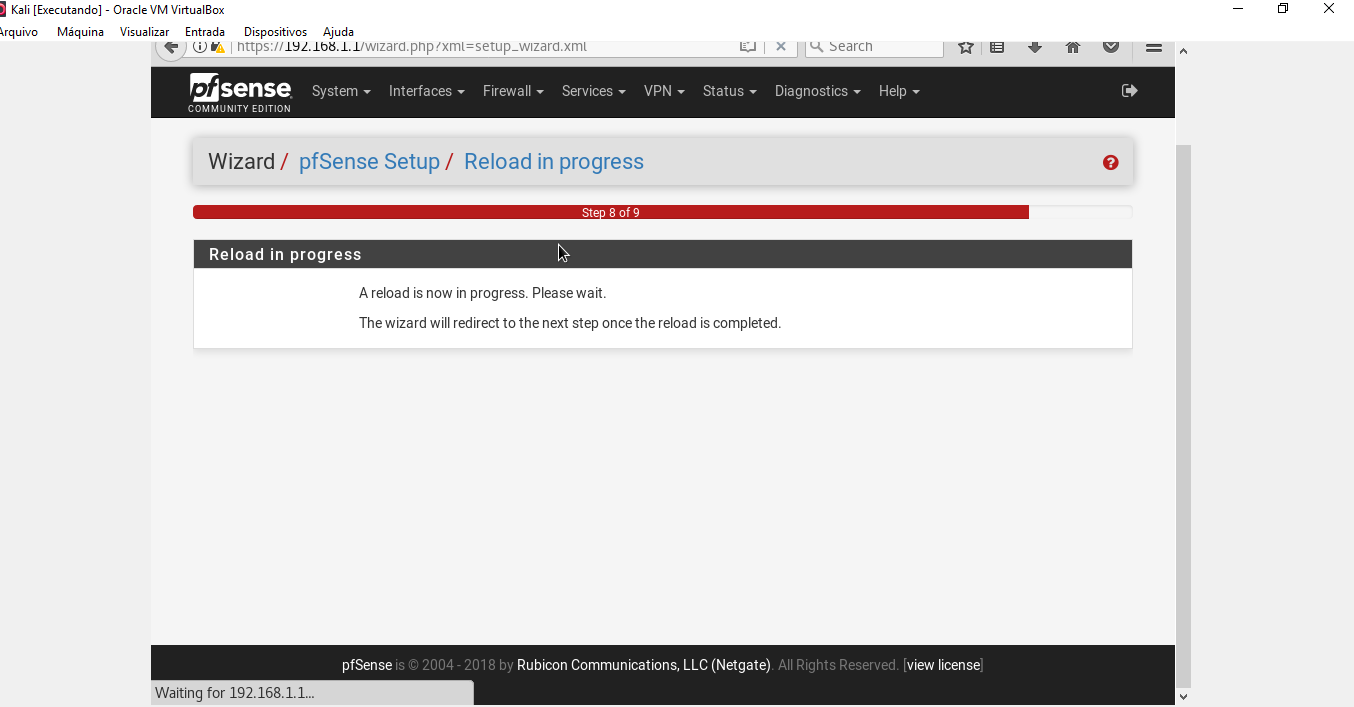 Kali [Executando] - Oracle VM VirtualBox
Arquivo Máquina Visualizar Entrada Dispositivos Ajuda
https://192.168.1.1/wizard.php?xml=setup_wizard.xml Search
pfsense System Interfaces Firewall Services VPN Status Diagnostics Help
COMMUNITY EDITION
Wizard / pfSense Setup / Reload in progress
Step 8 of 9
Reload in progress
A reload is now in progress. Please wait.
The wizard will redirect to the next step once the reload is completed.
pfSense is © 2004 - 2018 by Rubicon Communications, LLC (Netgate). All Rights Reserved. [view license]
Waiting for 192.168.1.1...